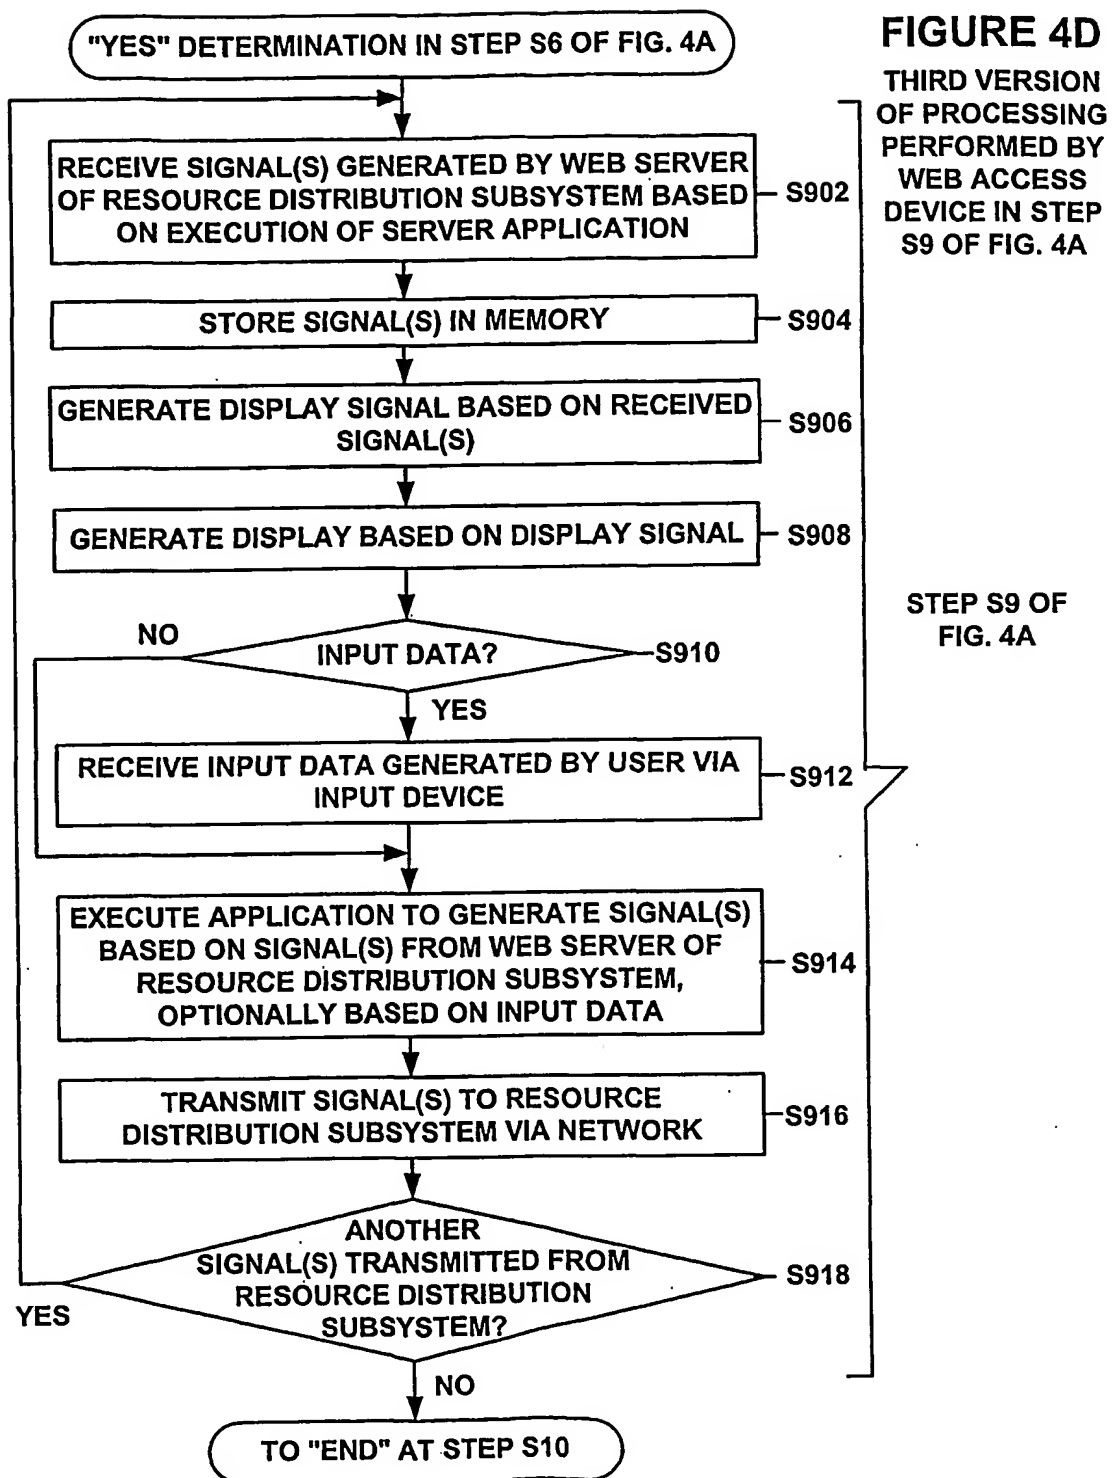 "YES" DETERMINATION IN STEP S6 OF FIG. 4A
FIGURE 4D
THIRD VERSION
OF PROCESSING
PERFORMED BY
WEB ACCESS
DEVICE IN STEP
S9 OF FIG. 4A
RECEIVE SIGNAL(S) GENERATED BY WEB SERVER
OF RESOURCE DISTRIBUTION SUBSYSTEM BASED
ON EXECUTION OF SERVER APPLICATION
S902
STORE SIGNAL(S) IN MEMORY
S904
GENERATE DISPLAY SIGNAL BASED ON RECEIVED
SIGNAL(S)
S906
GENERATE DISPLAY BASED ON DISPLAY SIGNAL
S908
STEP S9 OF
FIG. 4A
NO
INPUT DATA?
S910
YES
RECEIVE INPUT DATA GENERATED BY USER VIA
INPUT DEVICE
S912
EXECUTE APPLICATION TO GENERATE SIGNAL(S)
BASED ON SIGNAL(S) FROM WEB SERVER OF
RESOURCE DISTRIBUTION SUBSYSTEM,
OPTIONALLY BASED ON INPUT DATA
S914
TRANSMIT SIGNAL(S) TO RESOURCE
DISTRIBUTION SUBSYSTEM VIA NETWORK
S916
ANOTHER
SIGNAL(S) TRANSMITTED FROM
RESOURCE DISTRIBUTION
SUBSYSTEM?
S918
YES
NO
TO "END" AT STEP S10